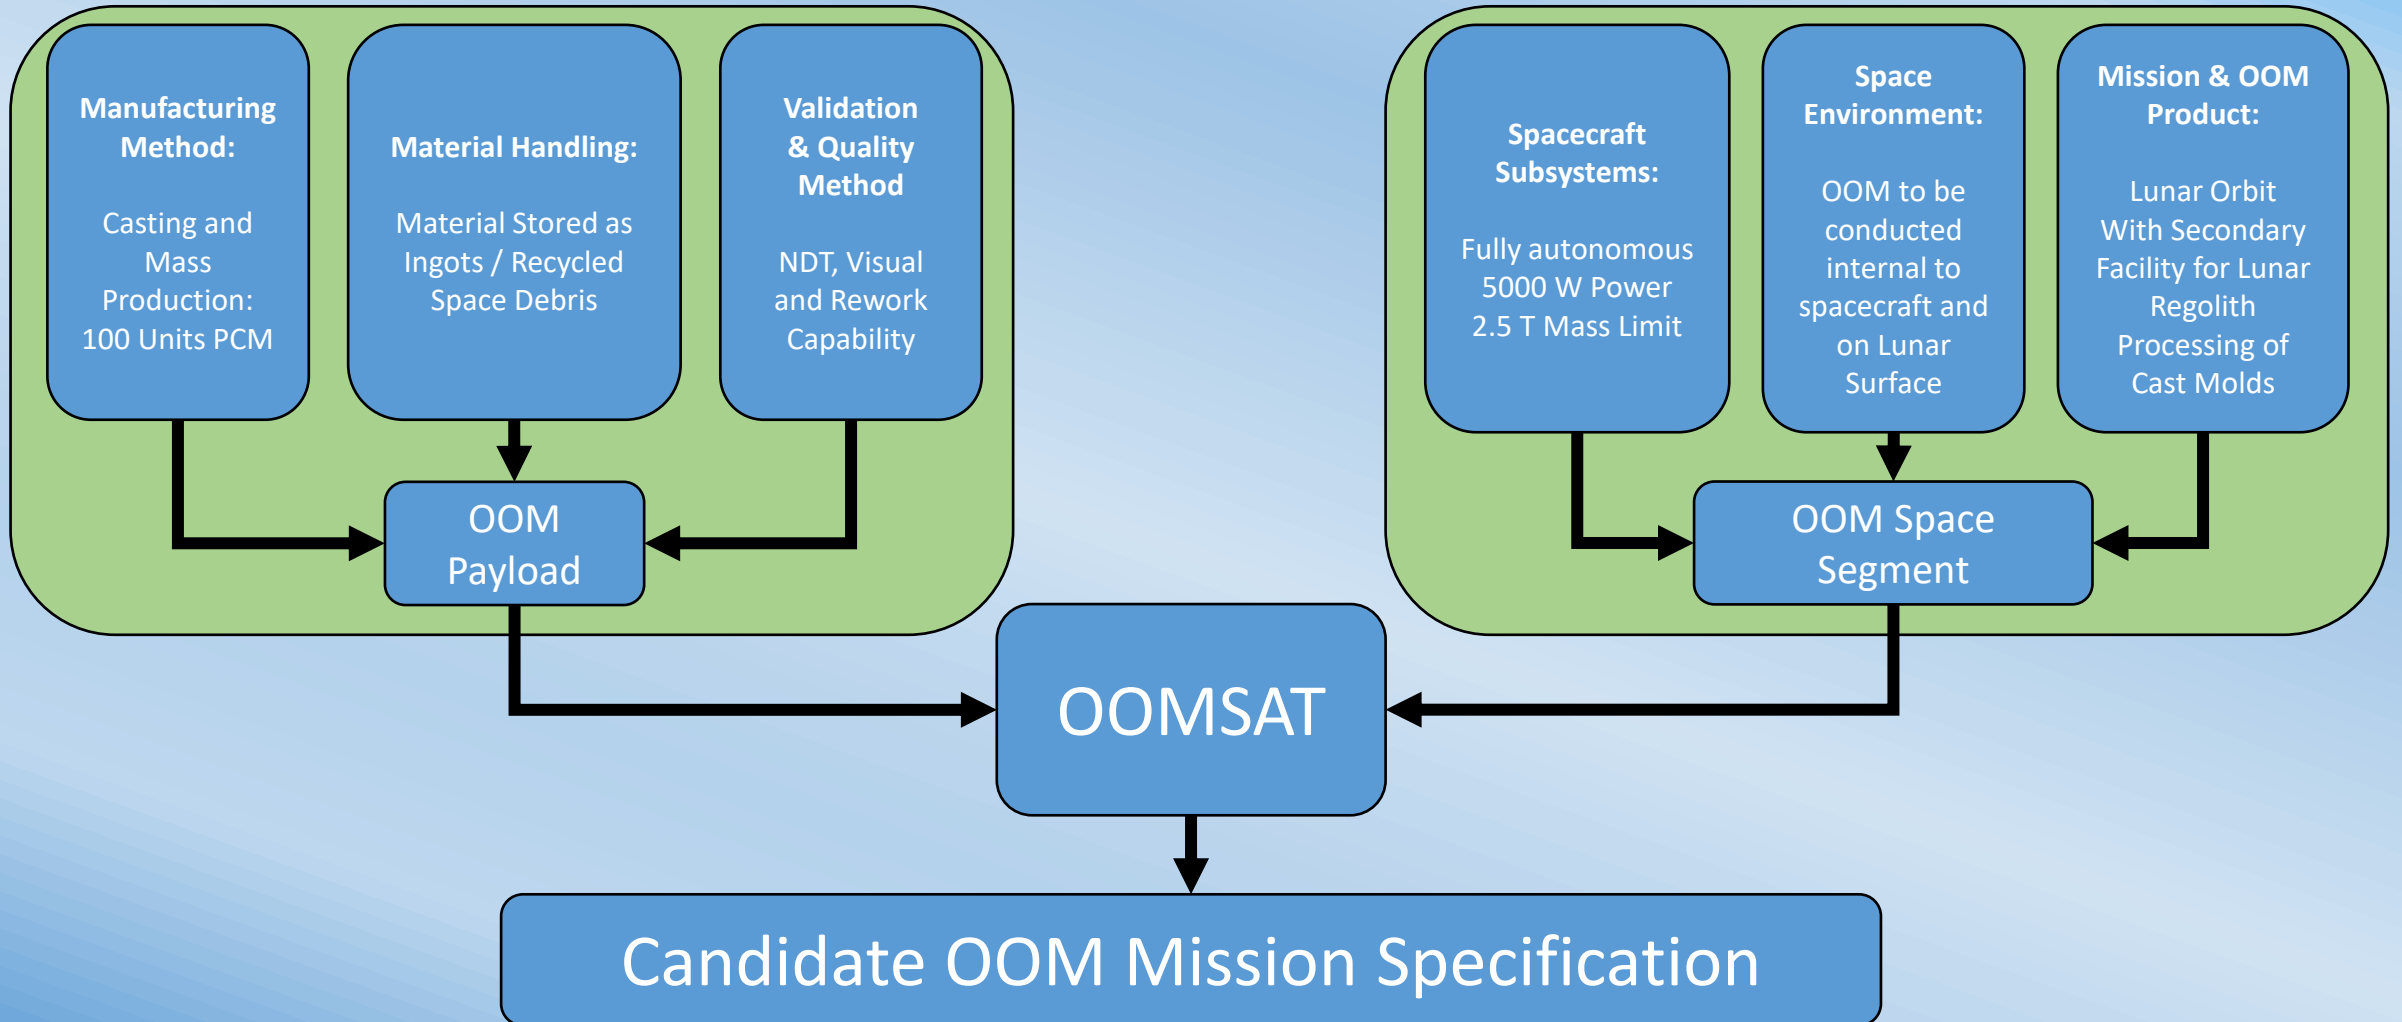 Manufacturing
Method:
Casting and
Mass
Production:
100 Units PCM
Material Handling:
Material Stored as
Ingots / Recycled
Space Debris
Validation
& Quality
Method
NDT, Visual
and Rework
Capability
OOM
Payload
Spacecraft
Subsystems:
Fully autonomous
5000 W Power
2.5 T Mass Limit
Space
Environment:
OOM to be
conducted
internal to
spacecraft and
on Lunar
Surface
Mission & OOM
Product:
Lunar Orbit
With Secondary
Facility for Lunar
Regolith
Processing of
Cast Molds
OOM Space
Segment
OOMSAT
Candidate OOM Mission Specification